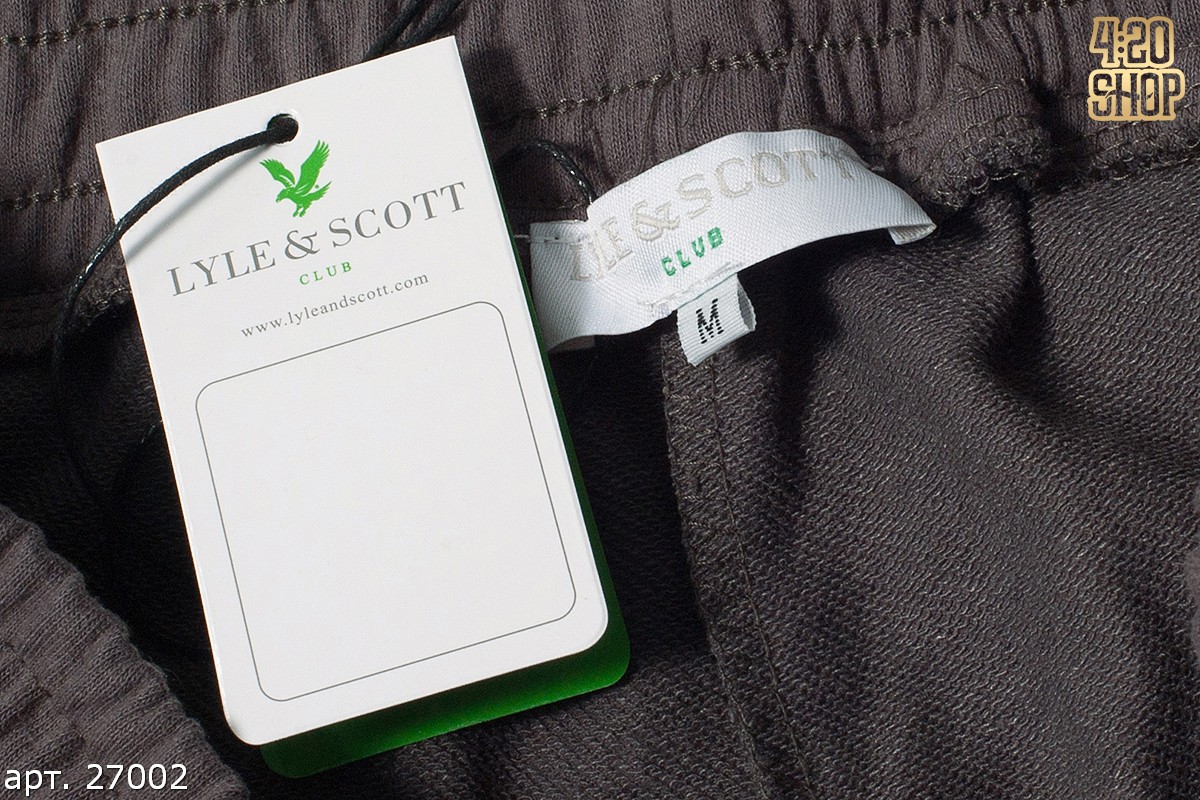 4:20
SHOP
LYLE & SCOTT
CLUB
www.lyleandscott.com
LYLE & SCOTT
CLUB
M
арт. 27002